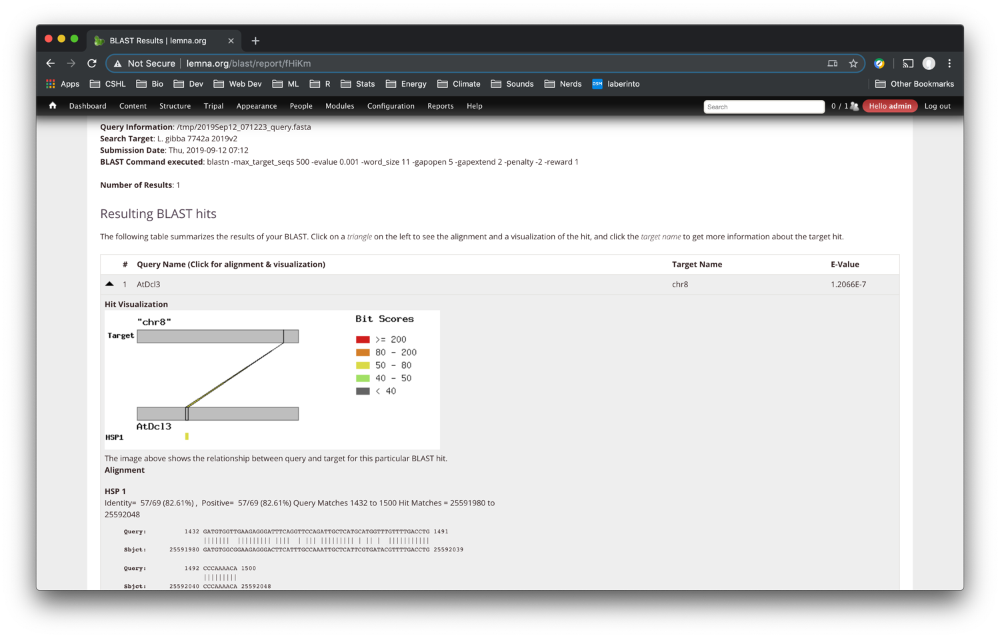 BLAST Results | lemna.org
Not Secure | lemna.org/blast/report/fHiKm
Apps CSHL Bio Dev Web Dev ML R Stats Energy Climate Sounds Nerds DSM laberinto Other Bookmarks
Dashboard Content Structure Tripal Appearance People Modules Configuration Reports Help Search 0 / 1 Hello admin Log out
Query Information: /tmp/2019Sep12_071223_query.fasta
Search Target: L. gibba 7742a 2019v2
Submission Date: Thu, 2019-09-12 07:12
BLAST Command executed: blastn -max_target_seqs 500 -evalue 0.001 -word_size 11 -gapopen 5 -gapextend 2 -penalty -2 -reward 1
Number of Results: 1
Resulting BLAST hits
The following table summarizes the results of your BLAST. Click on a triangle on the left to see the alignment and a visualization of the hit, and click the target name to get more information about the target hit.
# Query Name (Click for alignment & visualization) Target Name E-Value
1 AtDcl3 chr8 1.2066E-7
Hit Visualization
"chr8" Bit Scores
Target
>= 200
80 - 200
50 - 80
40 - 50
< 40
AtDcl3
HSP1
The image above shows the relationship between query and target for this particular BLAST hit.
Alignment
HSP 1
Identity= 57/69 (82.61%) , Positive= 57/69 (82.61%) Query Matches 1432 to 1500 Hit Matches = 25591980 to
25592048
Query: 1432 GATGTGGTTGAAGAGGGATTTCAGGTTCCAGATTGCTCATGCATGGTTTGTTTTGACCTG 1491
Sbjct: 25591980 GATGTGGCGGAAGAGGGACTTCATTTGCCAAATTGCTCATTCGTGATACGTTTTGACCTG 25592039
Query: 1492 CCCAAAACA 1500
|||||||||
Sbjct: 25592040 CCCAAAACA 25592048